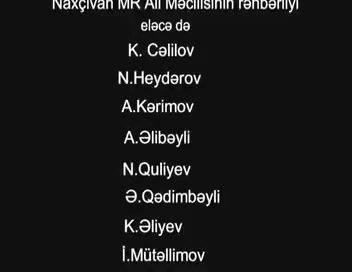 Naxçıvan MR Ali Məclisinin rəhbərliyi
eləcə də
K. Cəlilov
N.Heydərov
A.Kərimov
A.Əlibəyli
N.Quliyev
Ə.Qədimbəyli
K.Əliyev
İ.Mütəllimov